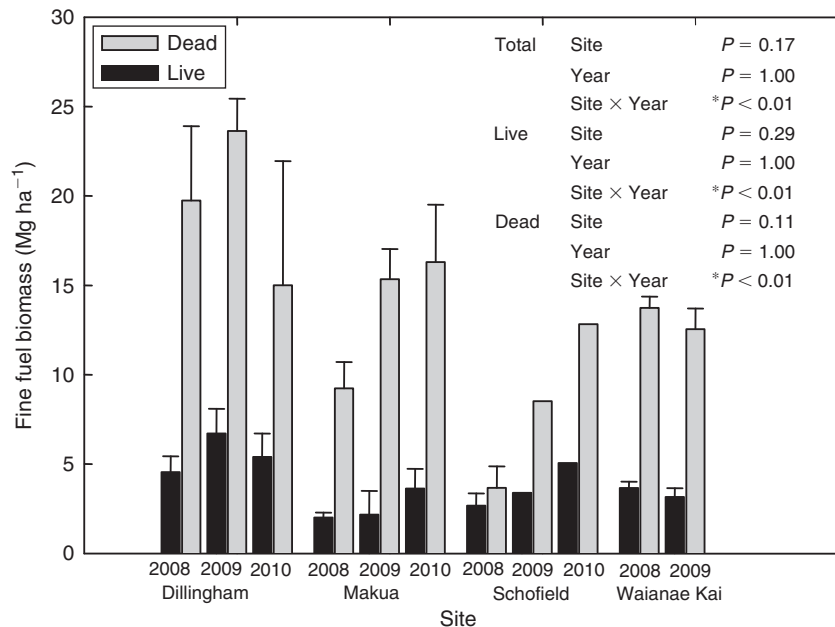 30
25
20
15
10
5
0
Fine fuel biomass (Mg ha⁻¹)
Dead
Live
Total Site P = 0.17
Year P = 1.00
Site × Year *P < 0.01
Live Site P = 0.29
Year P = 1.00
Site × Year *P < 0.01
Dead Site P = 0.11
Year P = 1.00
Site × Year *P < 0.01
2008 2009 2010 2008 2009 2010 2008 2009 2010 2008 2009
Dillingham Makua Schofield Waianae Kai
Site